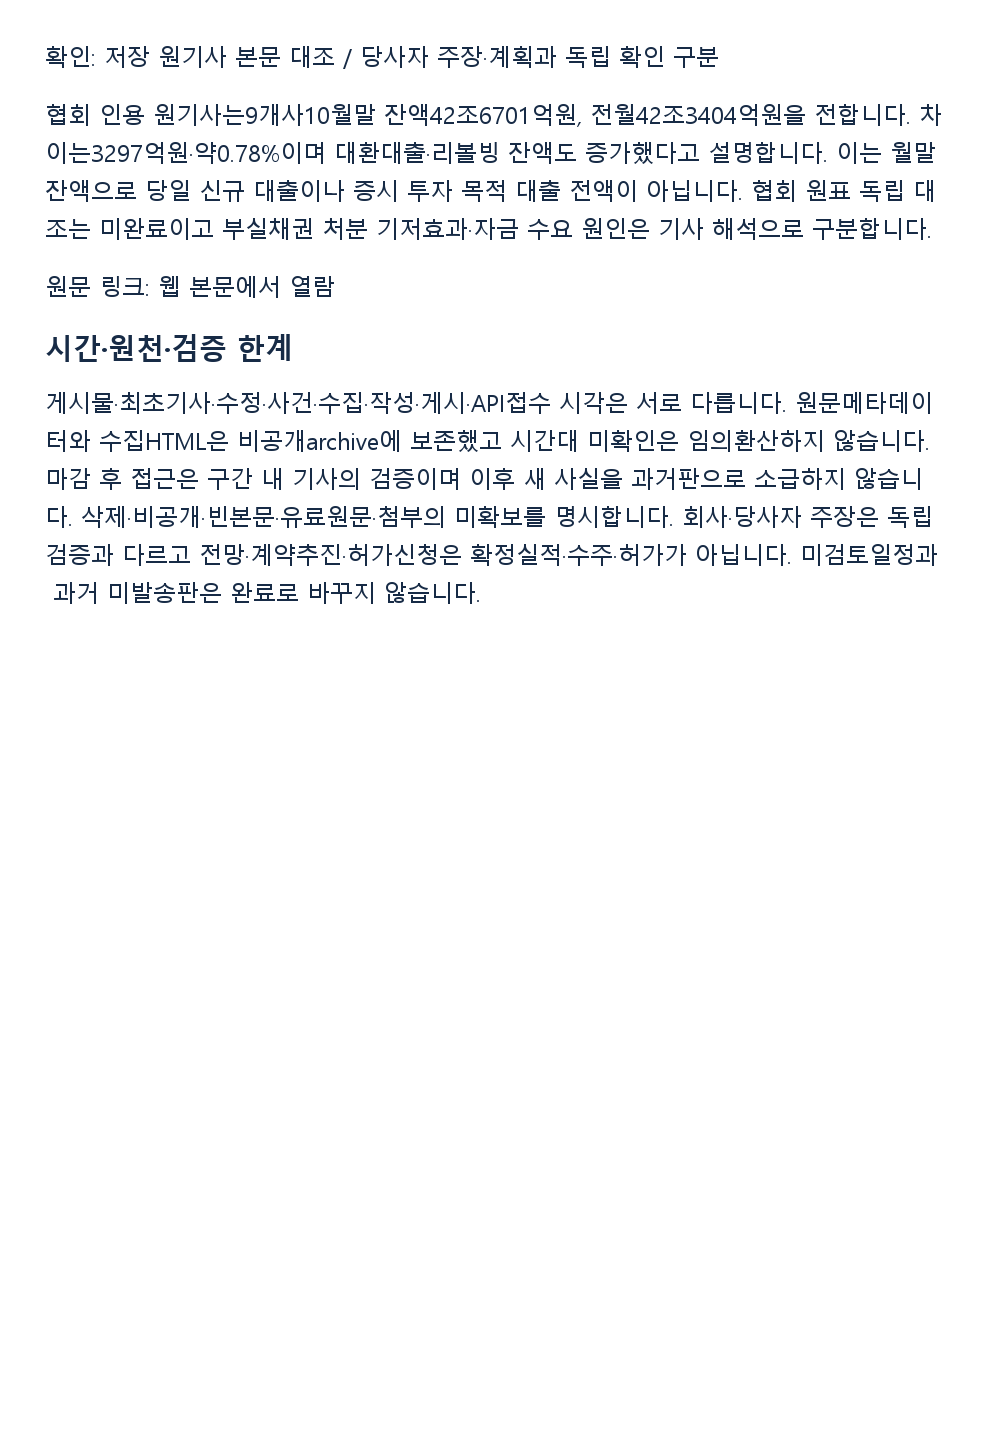 확인: 저장 원기사 본문 대조 / 당사자 주장·계획과 독립 확인 구분
협회 인용 원기사는9개사10월말 잔액42조6701억원, 전월42조3404억원을 전합니다. 차
이는3297억원·약0.78%이며 대환대출·리볼빙 잔액도 증가했다고 설명합니다. 이는 월말
잔액으로 당일 신규 대출이나 증시 투자 목적 대출 전액이 아닙니다. 협회 원표 독립 대
조는 미완료이고 부실채권 처분 기저효과·자금 수요 원인은 기사 해석으로 구분합니다.
원문 링크: 웹 본문에서 열람
시간·원천·검증 한계
게시물·최초기사·수정·사건·수집·작성·게시·API접수 시각은 서로 다릅니다. 원문메타데이
터와 수집HTML은 비공개archive에 보존했고 시간대 미확인은 임의환산하지 않습니다.
마감 후 접근은 구간 내 기사의 검증이며 이후 새 사실을 과거판으로 소급하지 않습니
다. 삭제·비공개·빈본문·유료원문·첨부의 미확보를 명시합니다. 회사·당사자 주장은 독립
검증과 다르고 전망·계약추진·허가신청은 확정실적·수주·허가가 아닙니다. 미검토일정과
과거 미발송판은 완료로 바꾸지 않습니다.